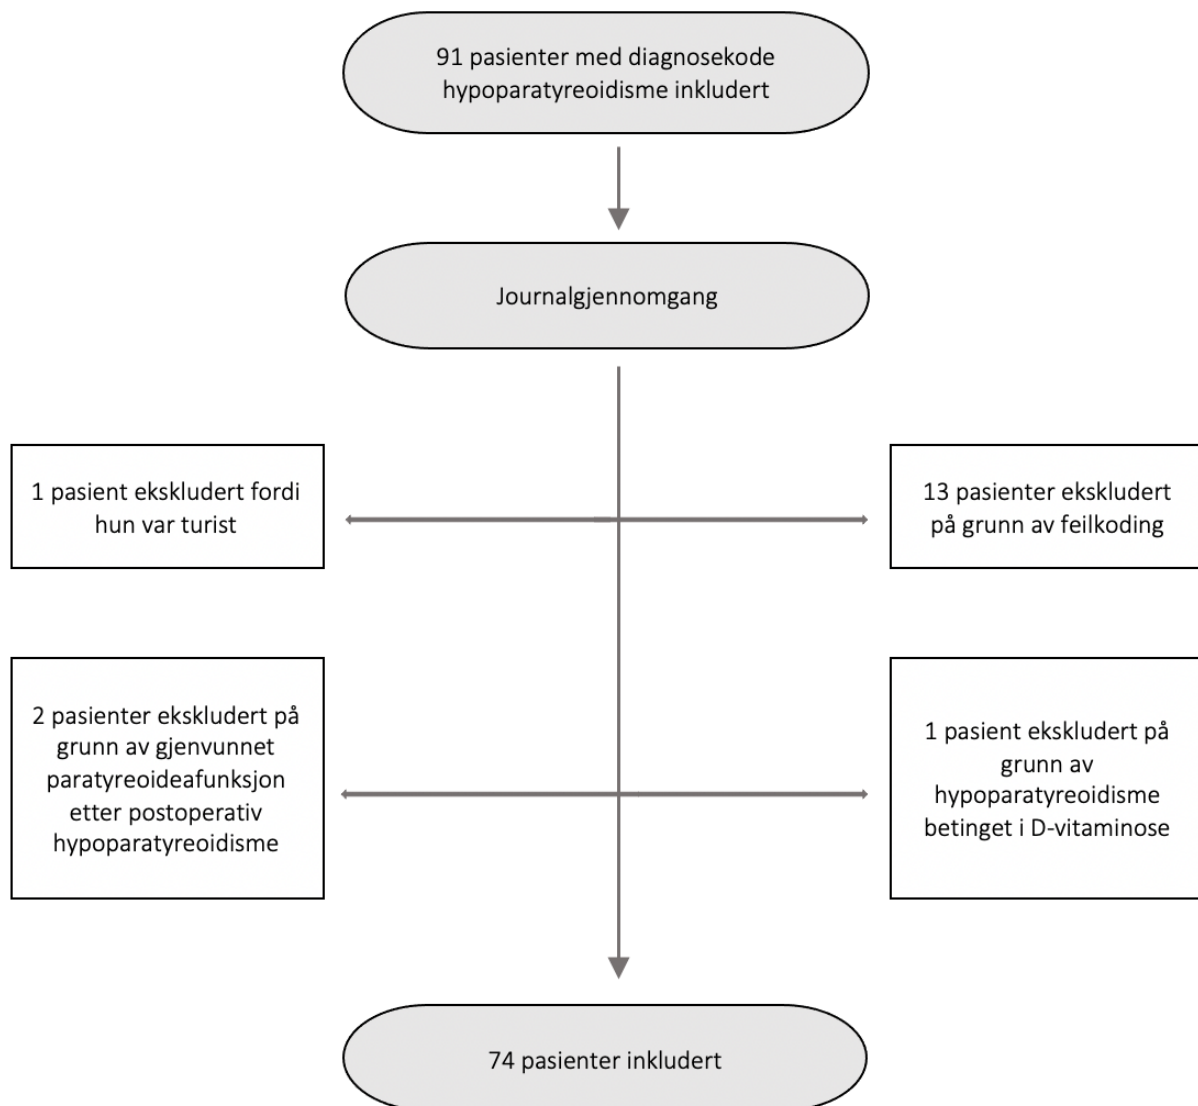 91 pasienter med diagnosekode
hypoparatyreoidisme inkludert
Journalgjennomgang
1 pasient ekskludert fordi
hun var turist
13 pasienter ekskludert
på grunn av feilkoding
2 pasienter ekskludert på
grunn av gjenvunnet
paratyreoideafunksjon
etter postoperativ
hypoparatyreoidisme
1 pasient ekskludert på
grunn av
hypoparatyreoidisme
betinget i D-vitaminose
74 pasienter inkludert